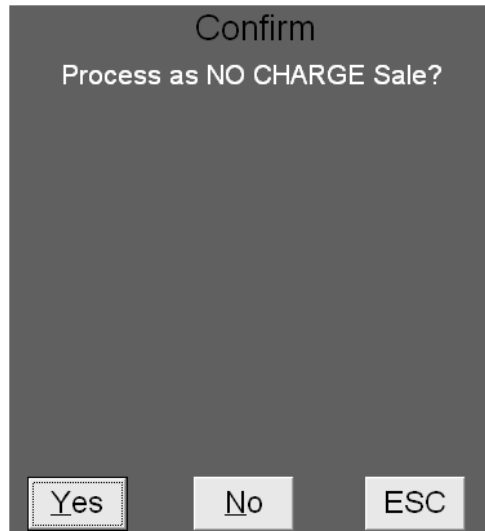 Confirm
Process as NO CHARGE Sale?
Yes No ESC